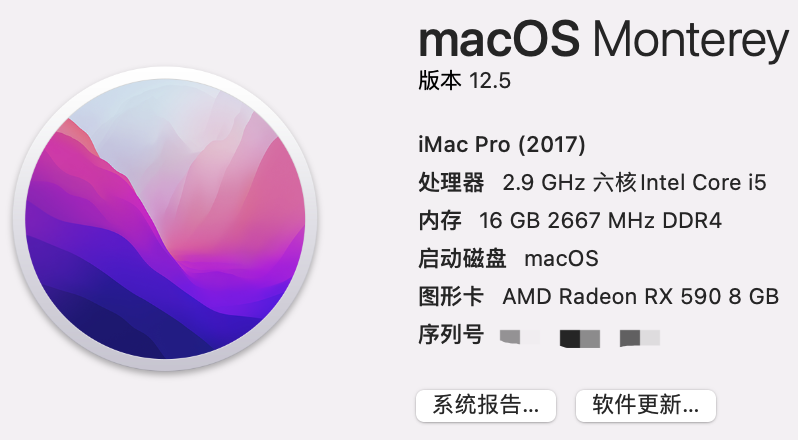 macOS Monterey
版本 12.5
iMac Pro (2017)
处理器 2.9 GHz 六核Intel Core i5
内存 16 GB 2667 MHz DDR4
启动磁盘 macOS
图形卡 AMD Radeon RX 590 8 GB
序列号
系统报告...
软件更新...